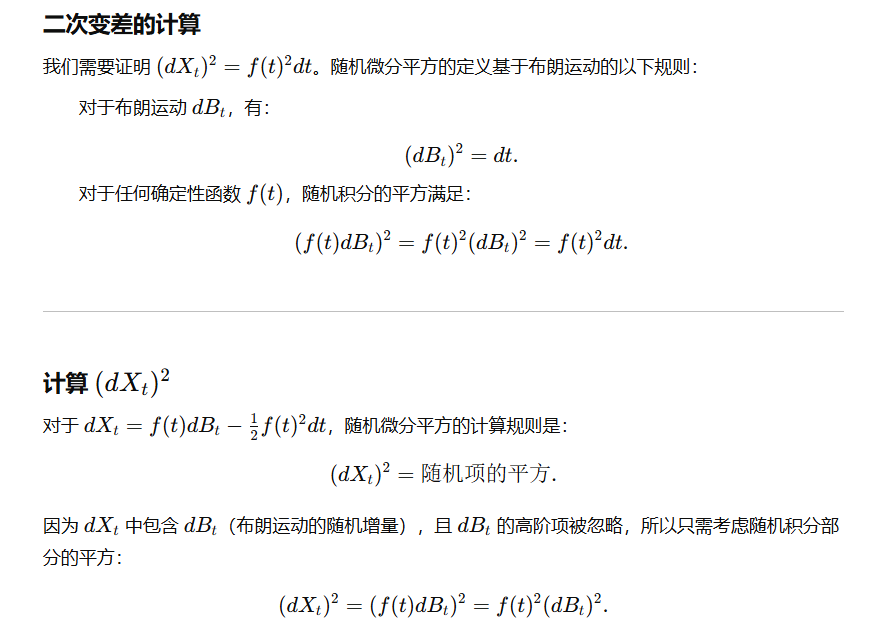 二次变差的计算
我们需要证明 $(dX_t)^2 = f(t)^2 dt$。随机微分平方的定义基于布朗运动的以下规则：
对于布朗运动 $dB_t$，有：
$(dB_t)^2 = dt.$
对于任何确定性函数 $f(t)$，随机积分的平方满足：
$(f(t)dB_t)^2 = f(t)^2(dB_t)^2 = f(t)^2 dt.$
计算 $(dX_t)^2$
对于 $dX_t = f(t)dB_t - \frac{1}{2}f(t)^2 dt$，随机微分平方的计算规则是：
$(dX_t)^2 = 随机项的平方.$
因为 $dX_t$ 中包含 $dB_t$（布朗运动的随机增量），且 $dB_t$ 的高阶项被忽略，所以只需考虑随机积分部
分的平方：
$(dX_t)^2 = (f(t)dB_t)^2 = f(t)^2(dB_t)^2.$